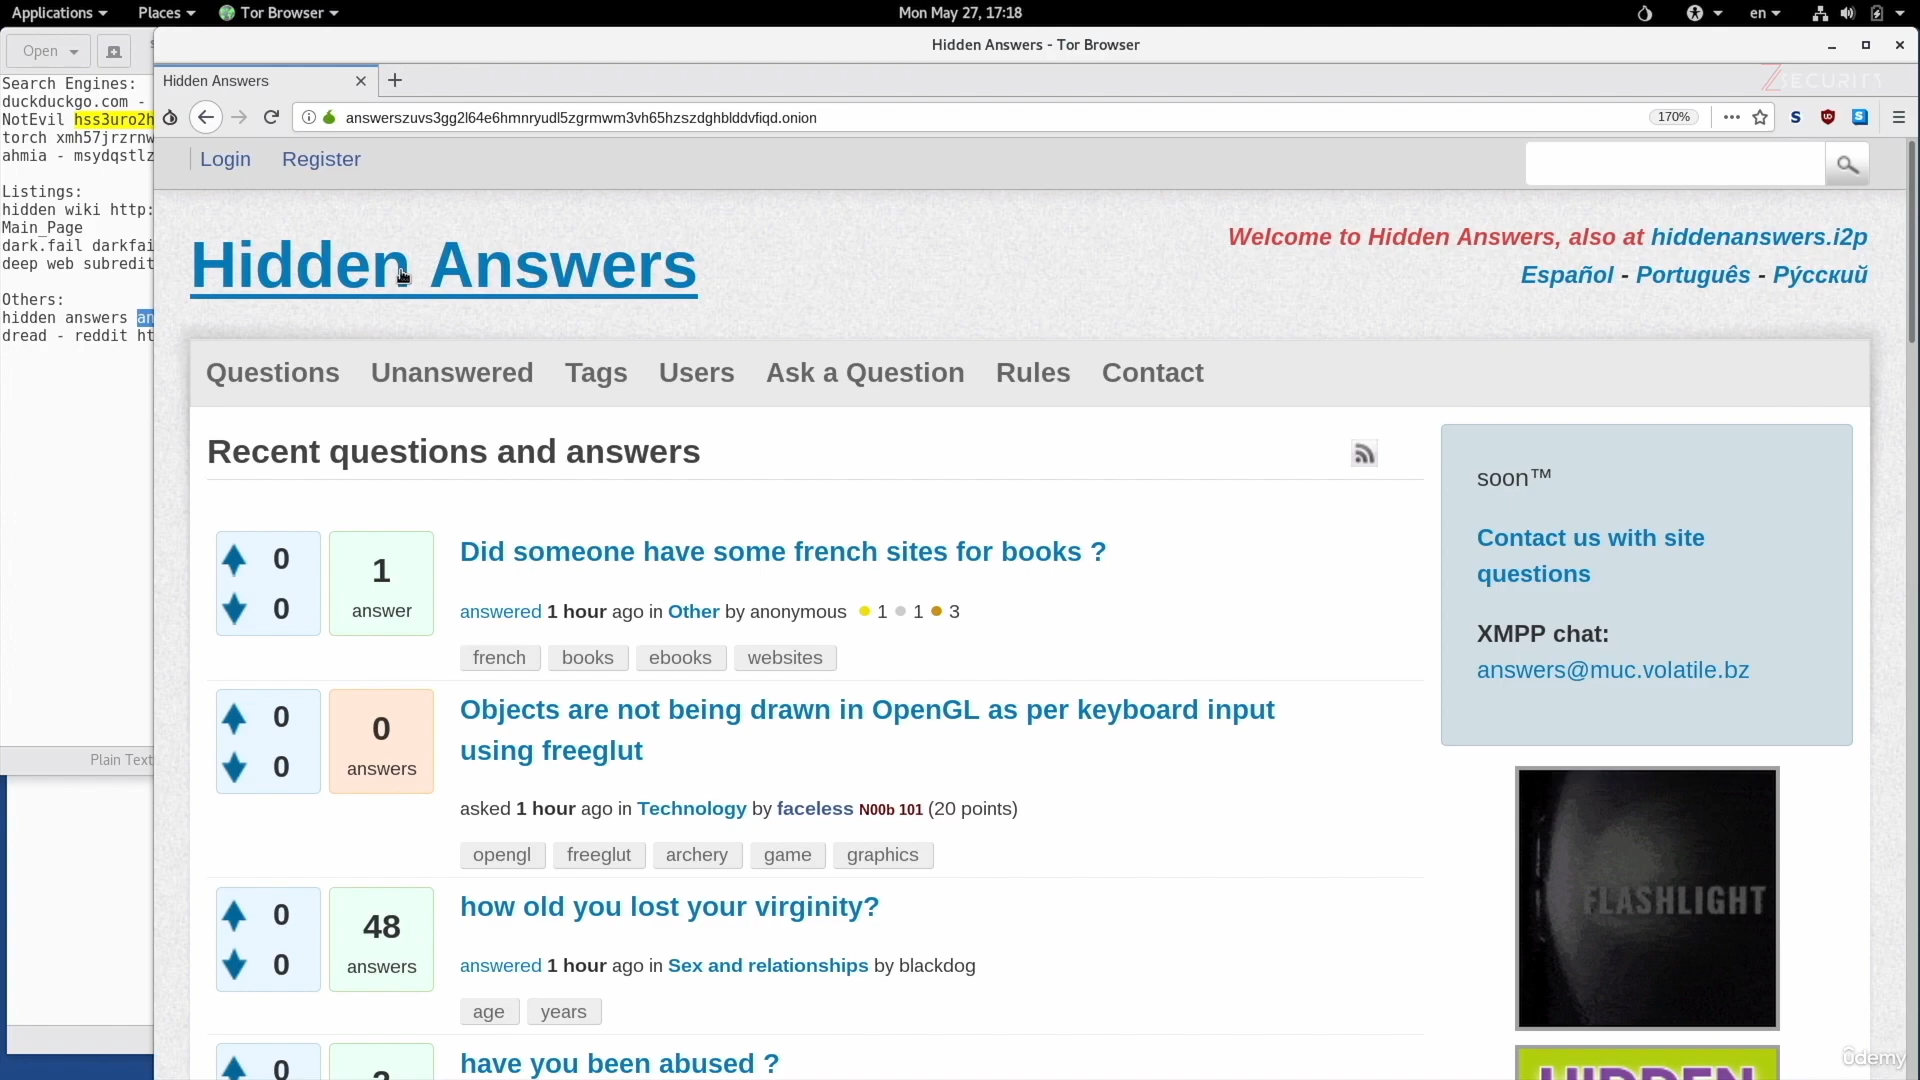 Applications
Places
Tor Browser
Mon May 27, 17:18
en
Open
Hidden Answers - Tor Browser
Hidden Answers
answerszuvs3gg2l64e6hmnryudl5zgrmwm3vh65hzszdghblddvfiqd.onion
170%
Search Engines:
duckduckgo.com -
NotEvil hss3uro2h
torch xmh57jrzrnw
ahmia - msydqstlz
Listings:
hidden wiki http:
Main_Page
dark.fail darkfai
deep web subredit
Others:
hidden answers an
dread - reddit ht
Plain Text
ZSECURITY
Login
Register
Hidden Answers
Welcome to Hidden Answers, also at hiddenanswers.i2p
Español - Português - Рýсский
Questions
Unanswered
Tags
Users
Ask a Question
Rules
Contact
Recent questions and answers
0
0
1
answer
Did someone have some french sites for books ?
answered 1 hour ago in Other by anonymous 1 1 3
french
books
ebooks
websites
0
0
0
answers
Objects are not being drawn in OpenGL as per keyboard input
using freeglut
asked 1 hour ago in Technology by faceless N00b 101 (20 points)
opengl
freeglut
archery
game
graphics
0
0
48
answers
how old you lost your virginity?
answered 1 hour ago in Sex and relationships by blackdog
age
years
0
have you been abused ?
soon™
Contact us with site
questions
XMPP chat:
answers@muc.volatile.bz
FLASHLIGHT
HIDDEN
ûdemy